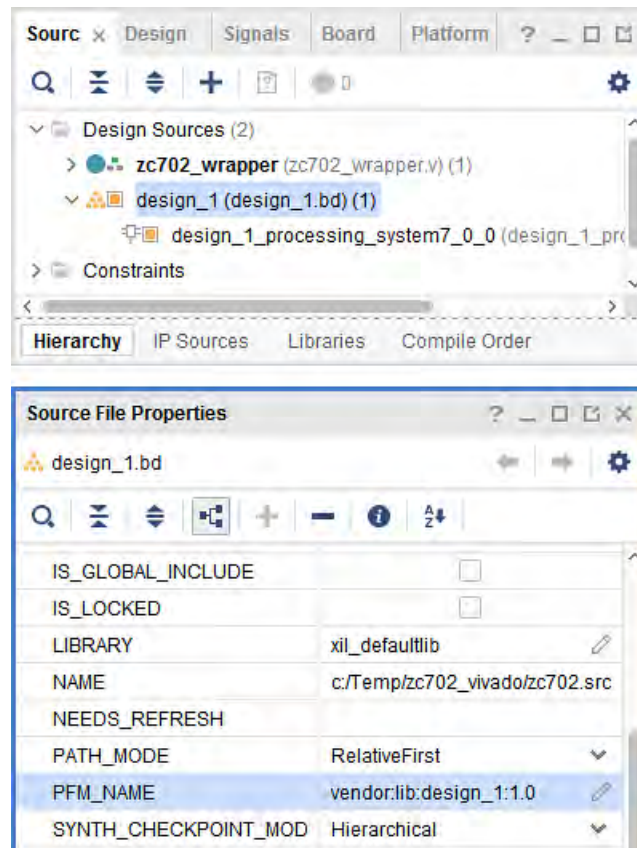 Sourc × Design Signals Board Platform ? _
0
Design Sources (2)
zc702_wrapper (zc702_wrapper.v) (1)
design_1 (design_1.bd) (1)
design_1_processing_system7_0_0 (design_1_pro
Constraints
Hierarchy IP Sources Libraries Compile Order
Source File Properties ? _
design_1.bd
IS_GLOBAL_INCLUDE
IS_LOCKED
LIBRARY xil_defaultlib
NAME c:/Temp/zc702_vivado/zc702.src
NEEDS_REFRESH
PATH_MODE RelativeFirst
PFM_NAME vendor:lib:design_1:1.0
SYNTH_CHECKPOINT_MOD Hierarchical